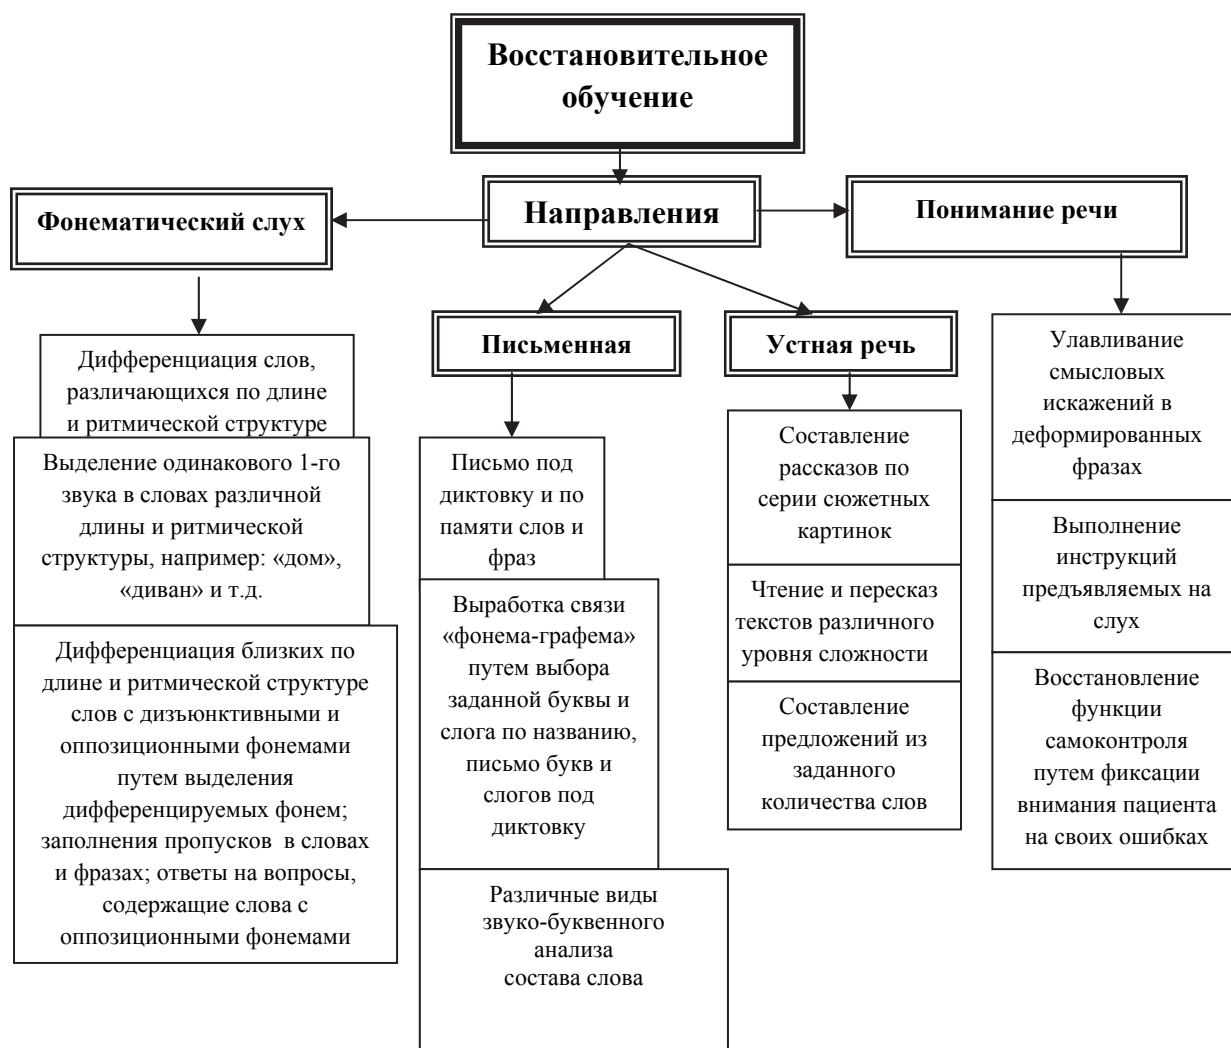 Восстановительное
обучение
Фонематический слух
Направления
Понимание речи
Письменная
Устная речь
Дифференциация слов,
различающихся по длине
и ритмической структуре
Выделение одинакового 1-го
звука в словах различной
длины и ритмической
структуры, например: «дом»,
«диван» и т.д.
Дифференциация близких по
длине и ритмической структуре
слов с дизъюнктивными и
оппозиционными фонемами
путем выделения
дифференцируемых фонем;
заполнения пропусков в словах
и фразах; ответы на вопросы,
содержащие слова с
оппозиционными фонемами
Письмо под
диктовку и по
памяти слов и
фраз
Выработка связи
«фонема-графема»
путем выбора
заданной буквы и
слога по названию,
письмо букв и
слогов под
диктовку
Различные виды
звуко-буквенного
анализа
состава слова
Составление
рассказов по
серии сюжетных
картинок
Чтение и пересказ
текстов различного
уровня сложности
Составление
предложений из
заданного
количества слов
Улавливание
смысловых
искажений в
деформированных
фразах
Выполнение
инструкций
предъявляемых на
слух
Восстановление
функции
самоконтроля
путем фиксации
внимания пациента
на своих ошибках